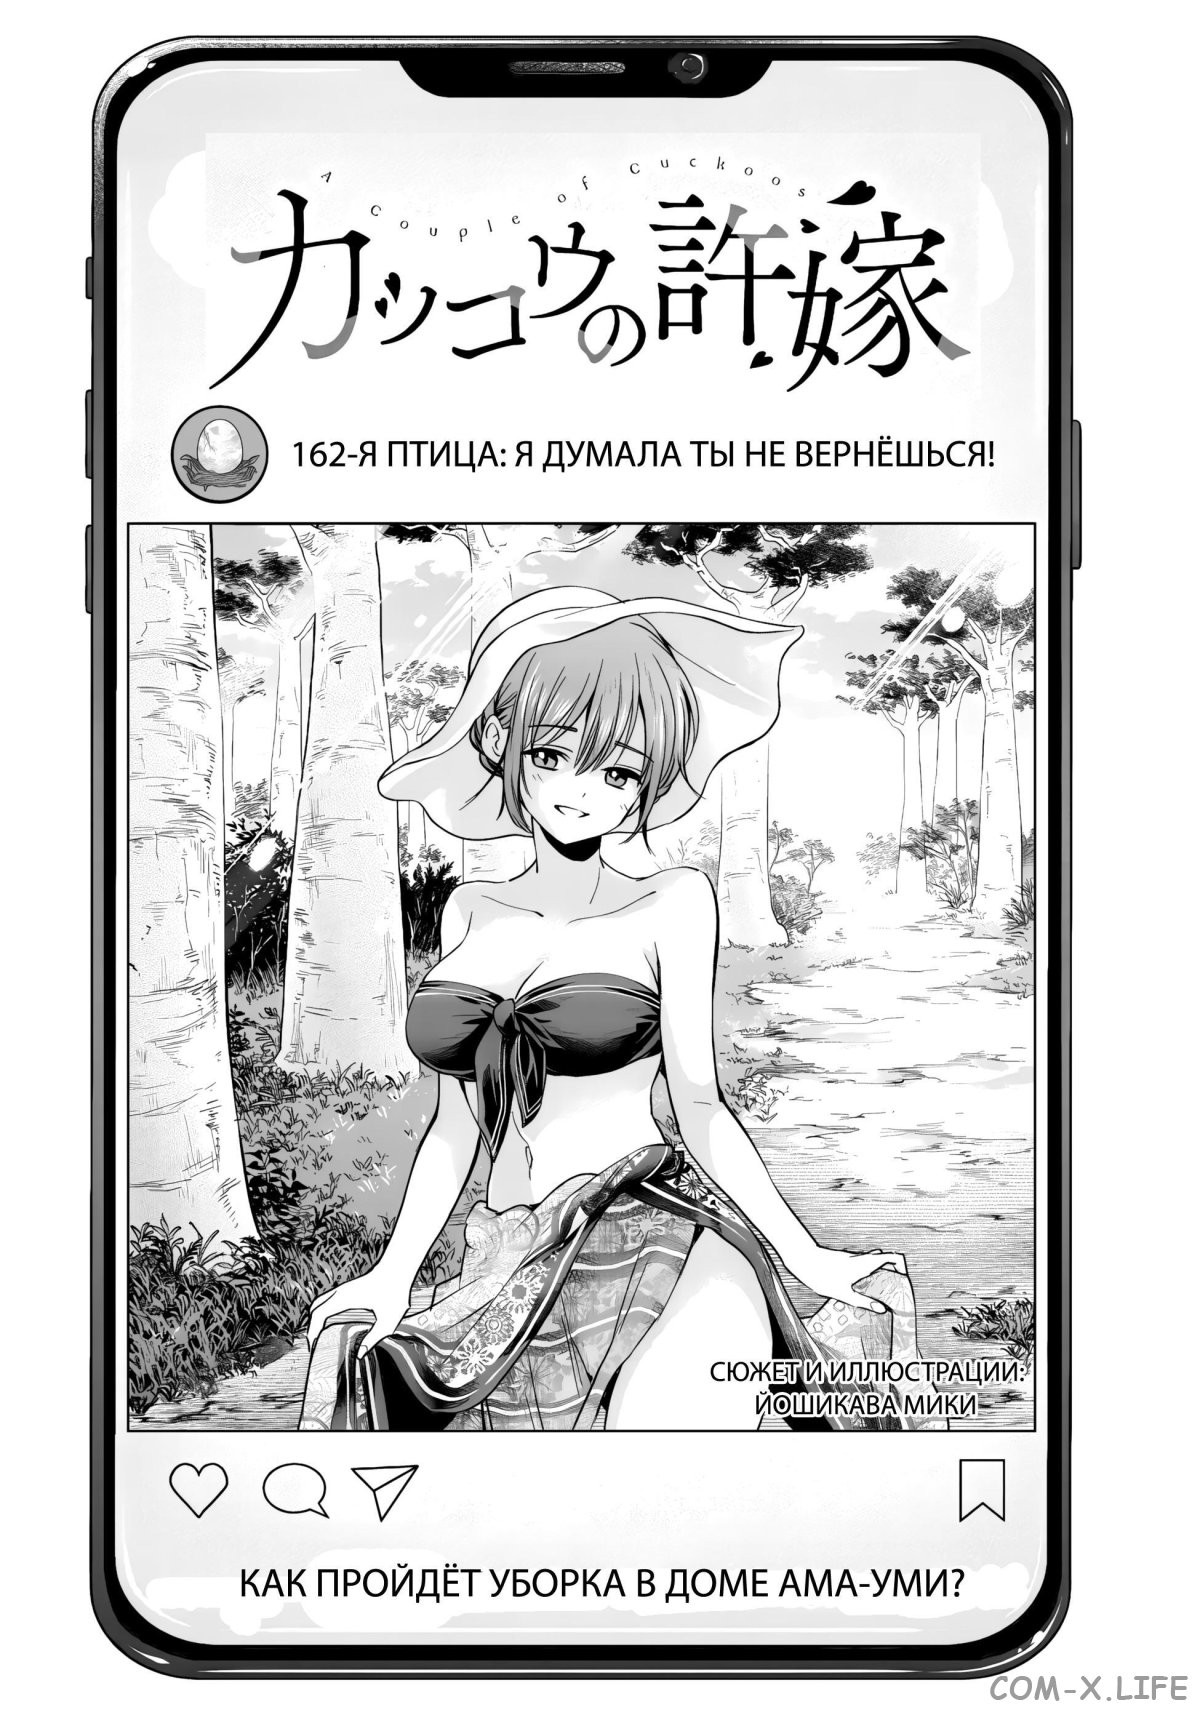 A Couple of Cuckoos
カッコウの許嫁
162-Я ПТИЦА: Я ДУМАЛА ТЫ НЕ ВЕРНЁШЬСЯ!
СЮЖЕТ И ИЛЛЮСТРАЦИИ:
ЙОШИКАВА МИКИ
КАК ПРОЙДЁТ УБОРКА В ДОМЕ АМА-УМИ?
COM-X.LIFE